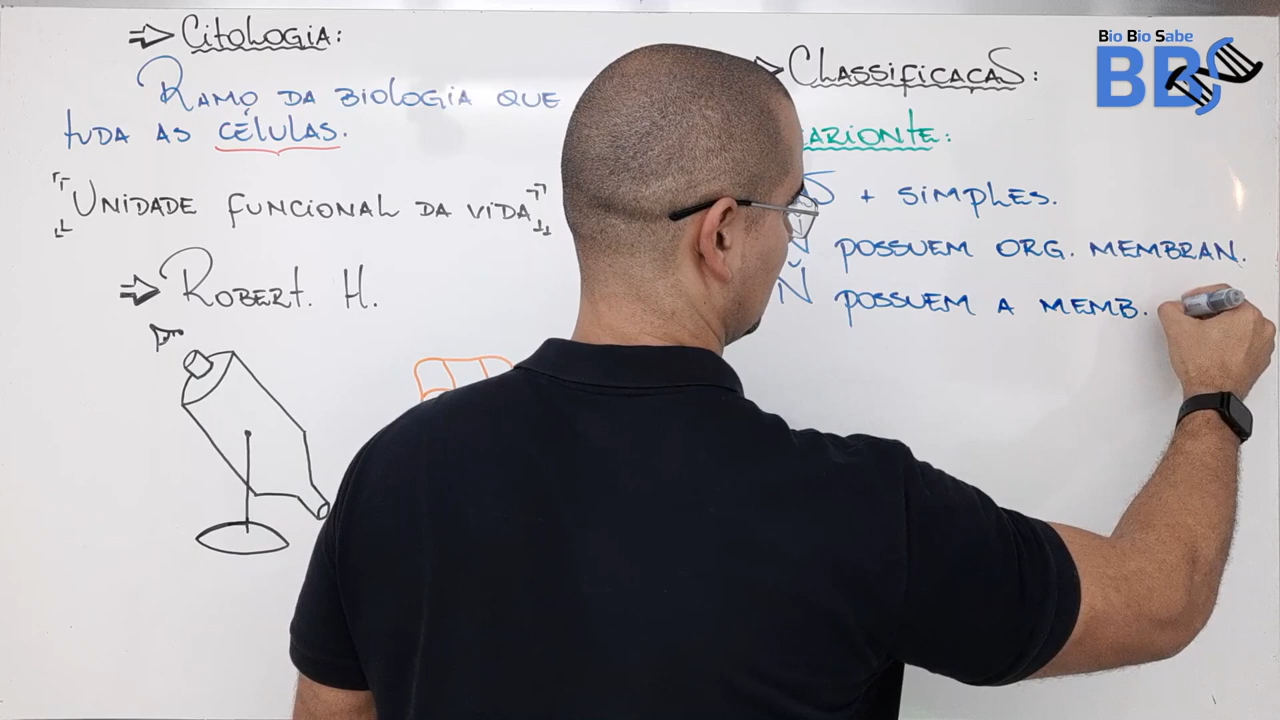 ⇒ Citologia:
Ramo da Biologia que
tuda as células.
Unidade funcional da vida
⇒ Robert. H.
Classificação:
arionte:
+ simples.
Ñ possuem org. membran.
Ñ possuem a memb.
Bio Bio Sabe
BBS